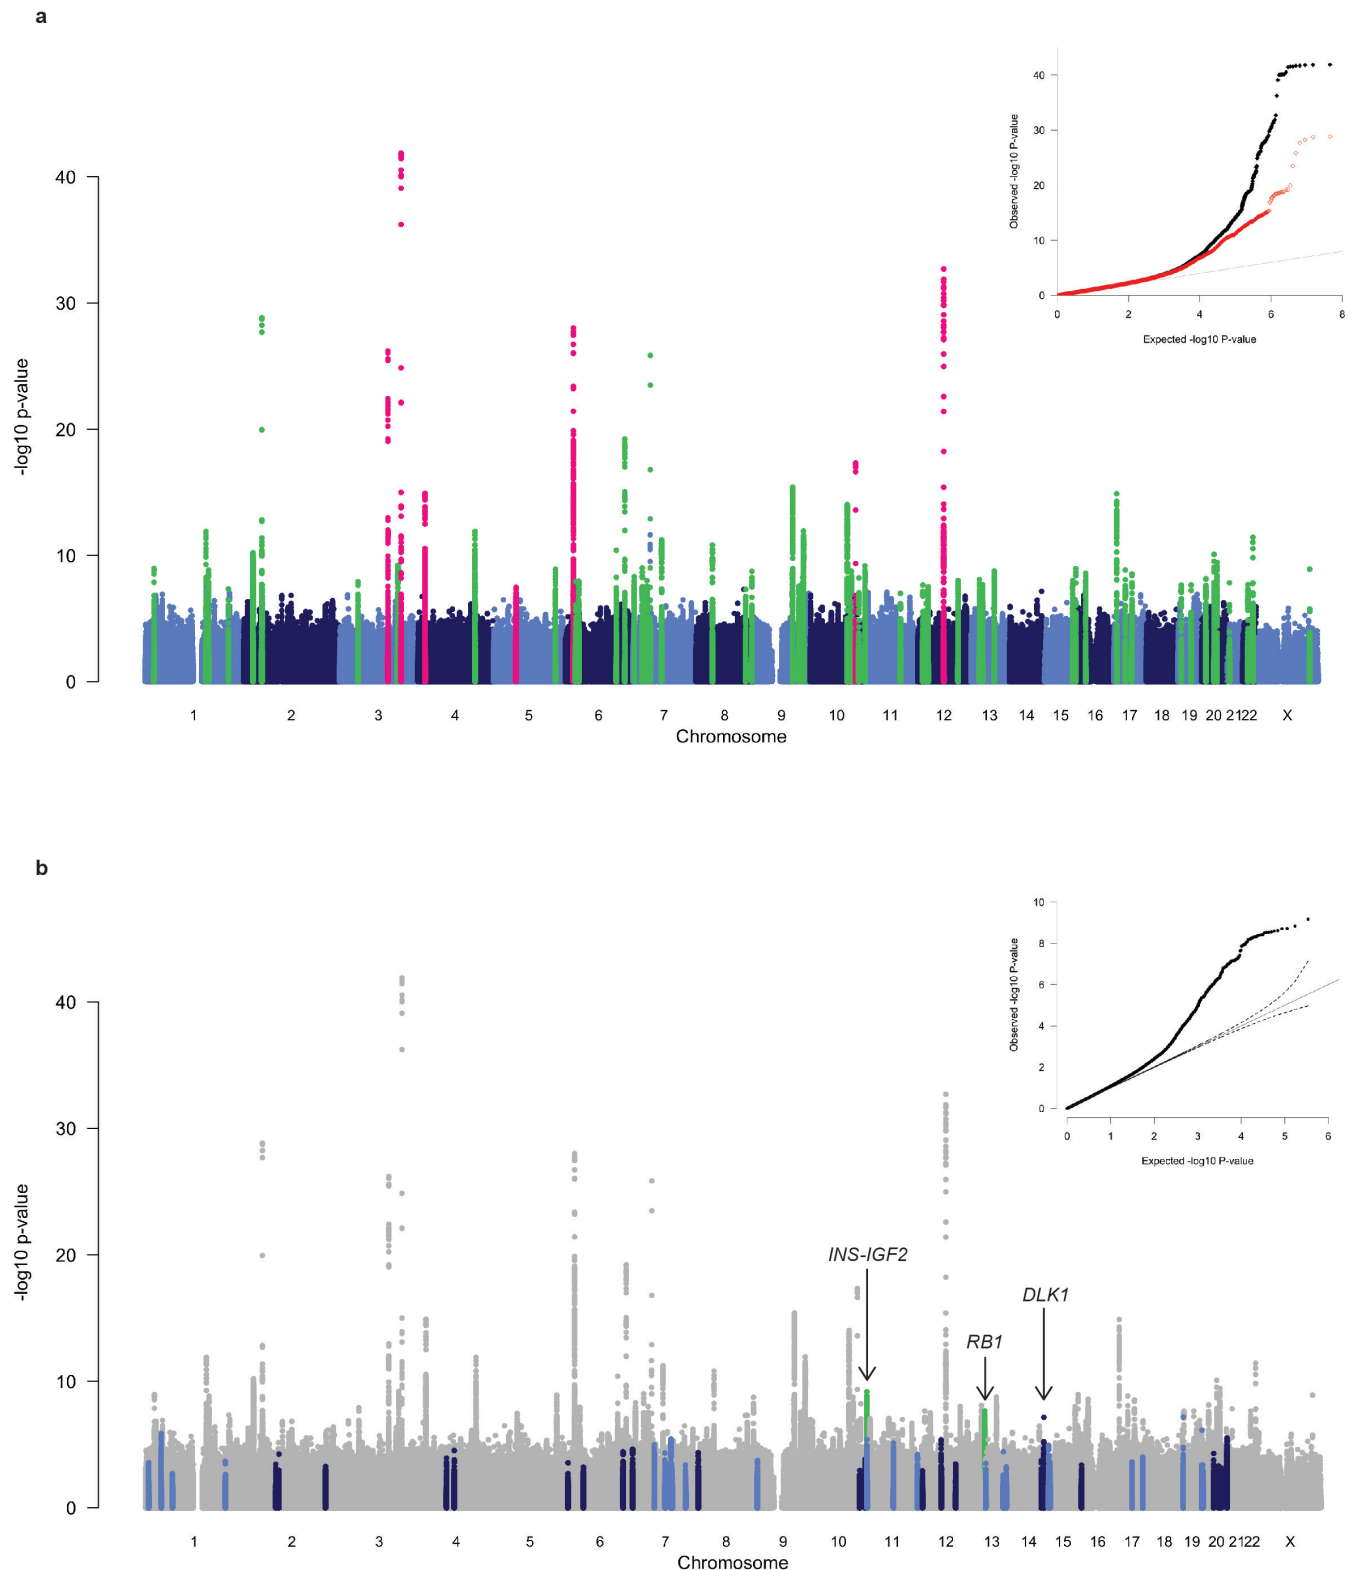 a
40
30
20
10
0
-log10 p-value
1 2 3 4 5 6 7 8 9 10 11 12 13 14 15 16 17 18 19 20 21 22 X
Chromosome
40
30
20
10
0
Observed -log10 P-value
0 2 4 6 8
Expected -log10 P-value
b
40
30
20
10
0
-log10 p-value
INS-IGF2
RB1
DLK1
1 2 3 4 5 6 7 8 9 10 11 12 13 14 15 16 17 18 19 20 21 22 X
Chromosome
10
8
6
4
2
0
Observed -log10 P-value
0 1 2 3 4 5 6
Expected -log10 P-value